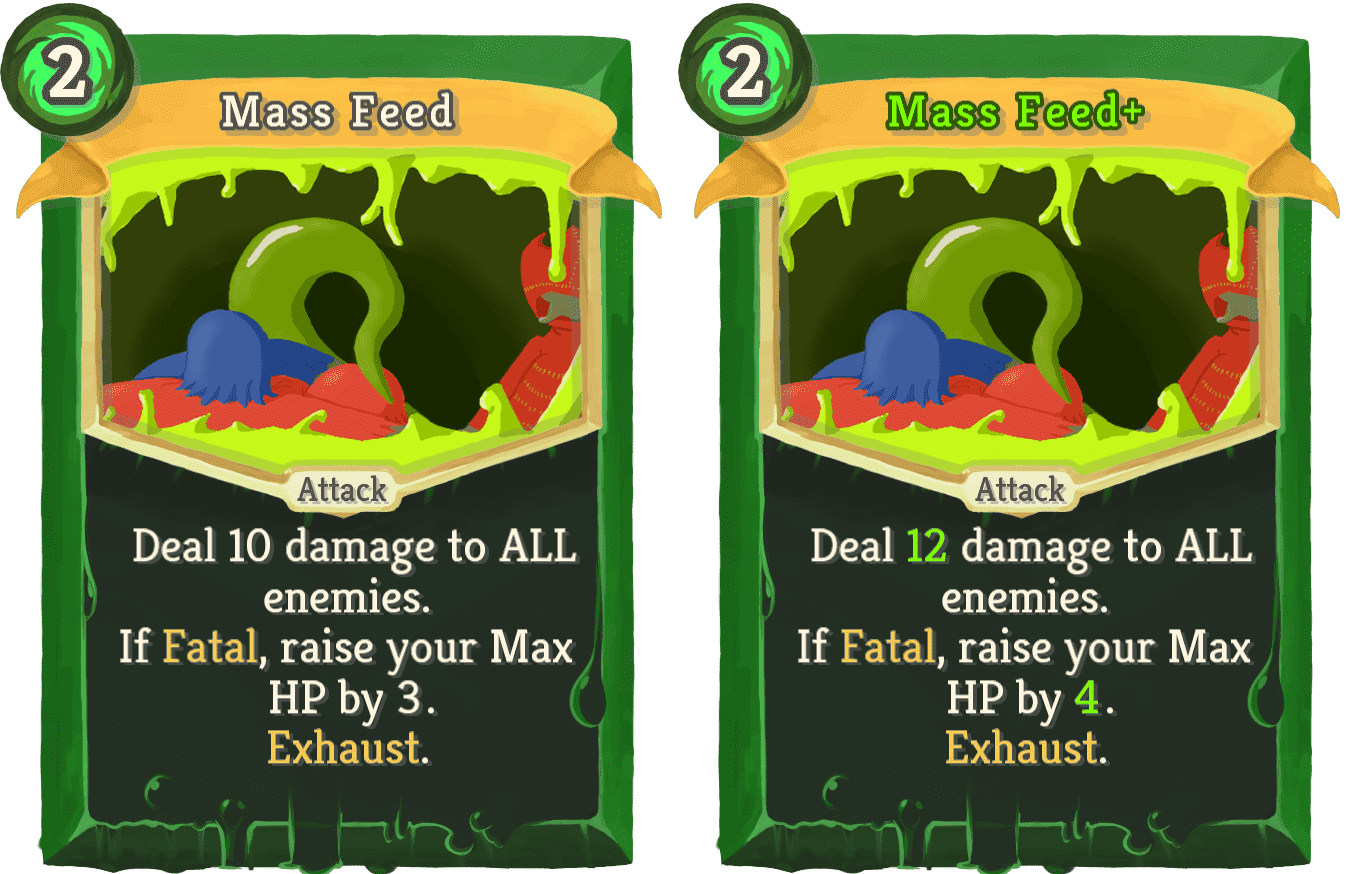 2
Mass Feed
Attack
Deal 10 damage to ALL
enemies.
If Fatal, raise your Max
HP by 3.
Exhaust.
2
Mass Feed+
Attack
Deal 12 damage to ALL
enemies.
If Fatal, raise your Max
HP by 4.
Exhaust.